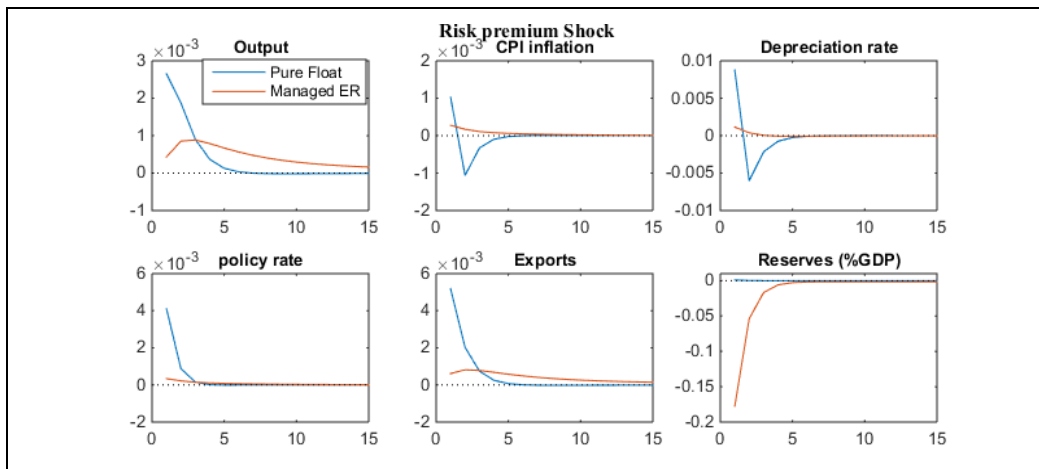 Risk premium Shock
Output
×10⁻³
3
2
1
0
-1
0 5 10 15
Pure Float
Managed ER
CPI inflation
×10⁻³
2
1
0
-1
-2
0 5 10 15
Depreciation rate
0.01
0.005
0
-0.005
-0.01
0 5 10 15
policy rate
×10⁻³
6
4
2
0
-2
0 5 10 15
Exports
×10⁻³
6
4
2
0
-2
0 5 10 15
Reserves (%GDP)
0
-0.05
-0.1
-0.15
-0.2
0 5 10 15